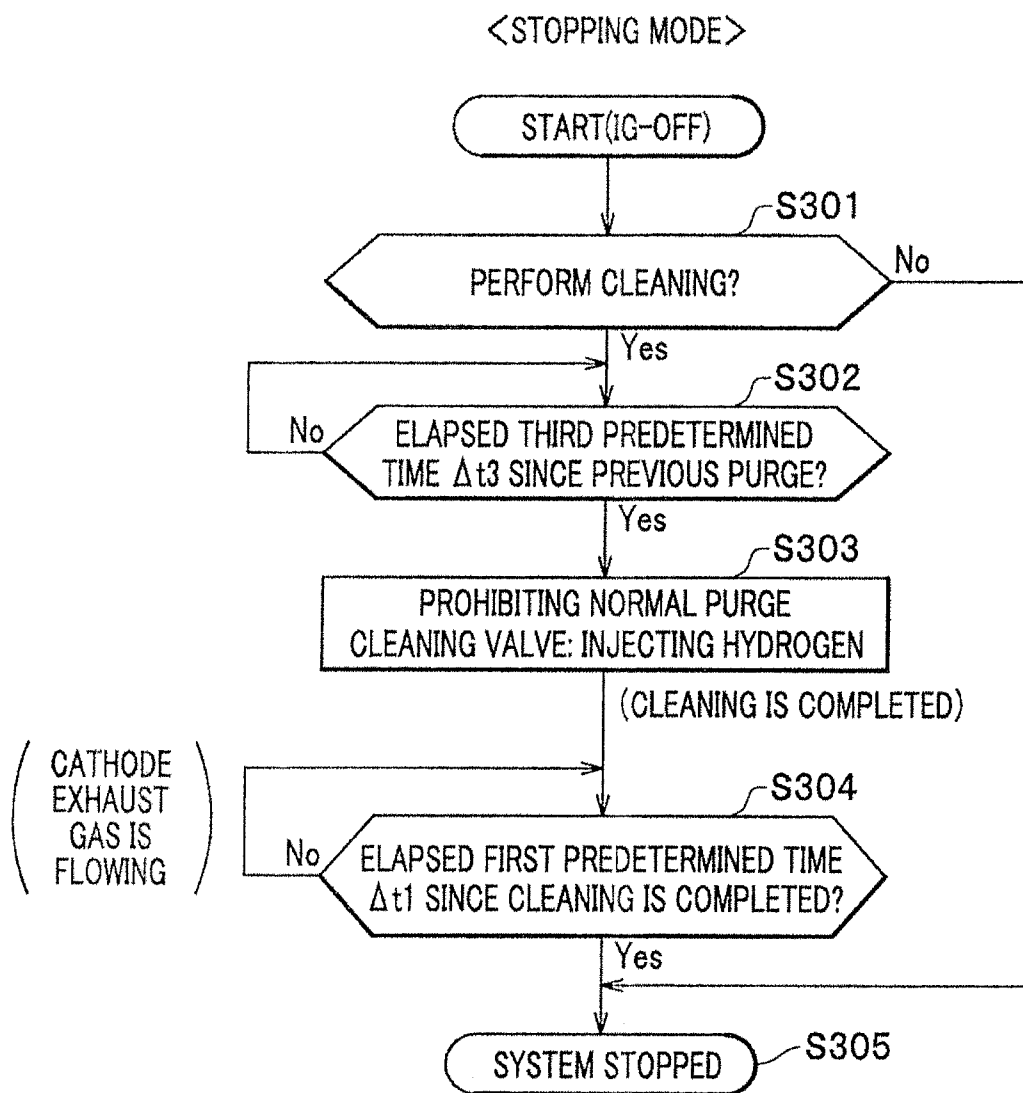 <STOPPING MODE>
START(IG-OFF)
S301
PERFORM CLEANING?
No
Yes
S302
No
ELAPSED THIRD PREDETERMINED
TIME Δt3 SINCE PREVIOUS PURGE?
Yes
S303
PROHIBITING NORMAL PURGE
CLEANING VALVE: INJECTING HYDROGEN
(CLEANING IS COMPLETED)
(CATHODE
EXHAUST
GAS IS
FLOWING)
S304
No
ELAPSED FIRST PREDETERMINED TIME
Δt1 SINCE CLEANING IS COMPLETED?
Yes
S305
SYSTEM STOPPED